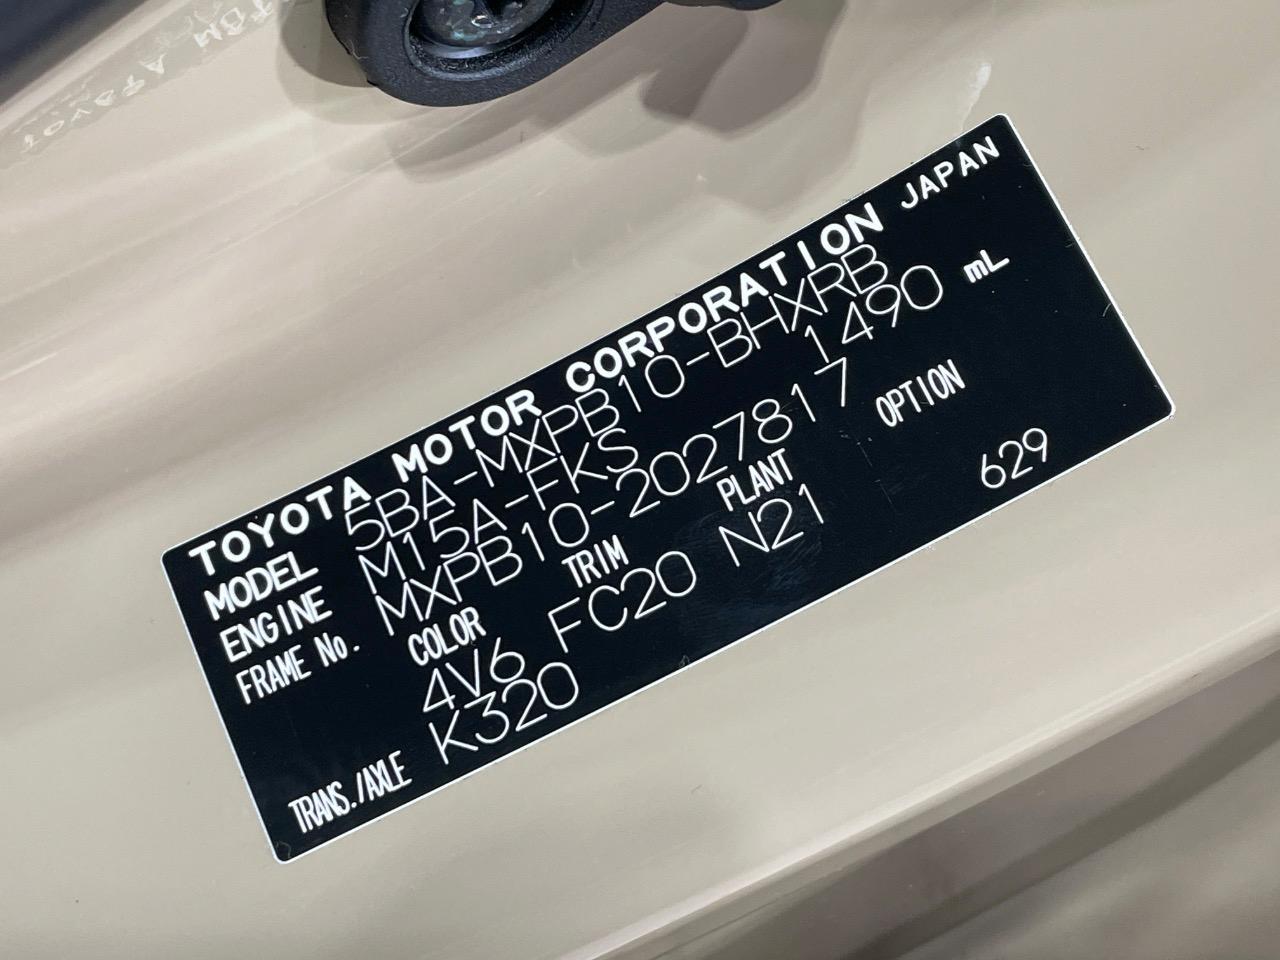 TOYOTA MOTOR CORPORATION JAPAN
MODEL 5BA-MXPB10-BHXRB
ENGINE M15A-FKS 1490 mL
FRAME No. MXPB10-2027817
COLOR TRIM PLANT OPTION
4V6 FC20 N21 629
TRANS./AXLE K320